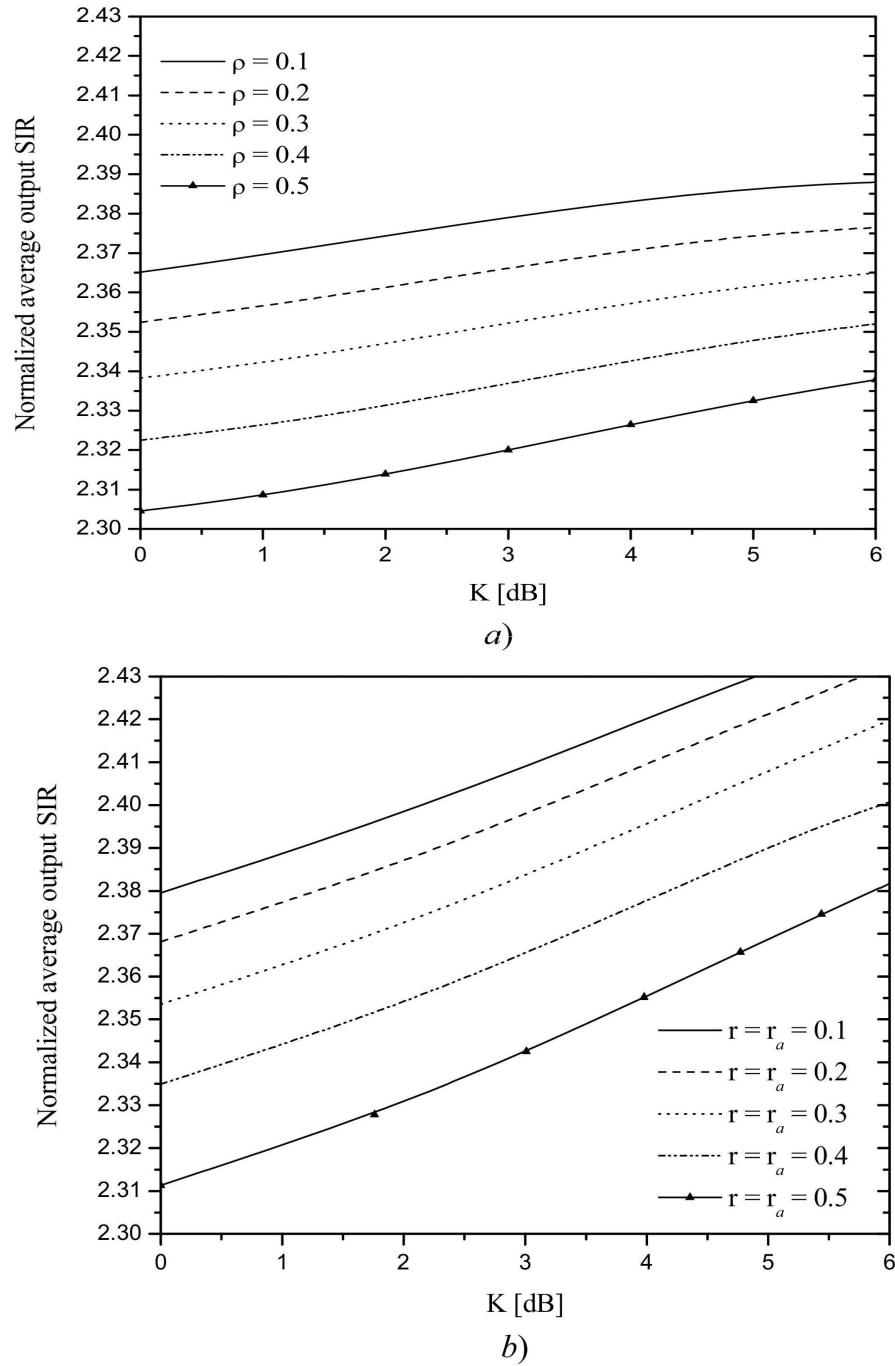 2.43
2.42
2.41
2.40
2.39
2.38
2.37
2.36
2.35
2.34
2.33
2.32
2.31
2.30
Normalized average output SIR
ρ = 0.1
ρ = 0.2
ρ = 0.3
ρ = 0.4
ρ = 0.5
0 1 2 3 4 5 6
K [dB]
a)
2.43
2.42
2.41
2.40
2.39
2.38
2.37
2.36
2.35
2.34
2.33
2.32
2.31
2.30
Normalized average output SIR
r = rₐ = 0.1
r = rₐ = 0.2
r = rₐ = 0.3
r = rₐ = 0.4
r = rₐ = 0.5
0 1 2 3 4 5 6
K [dB]
b)